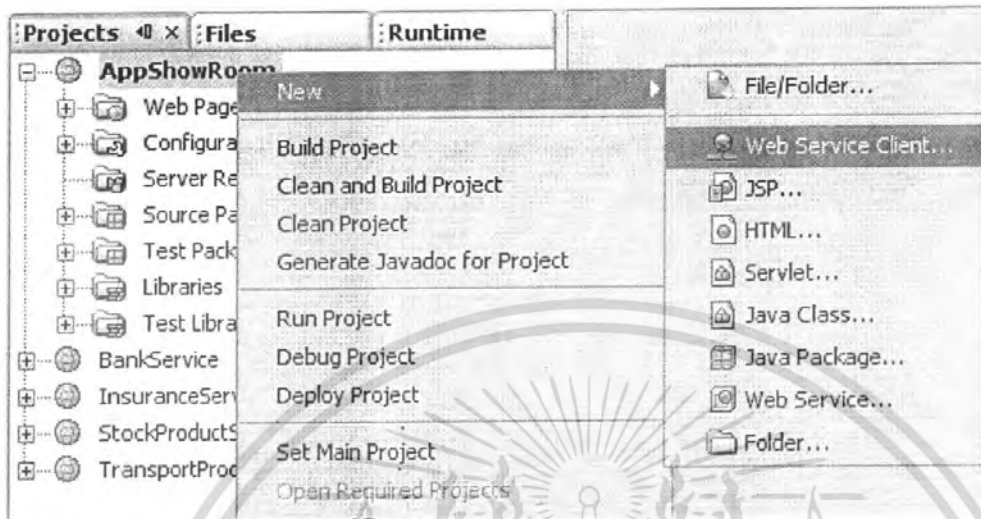 Projects Files Runtime
AppShowRoom
Web Page
Configura
Server Re
Source Pa
Test Pack
Libraries
Test Libra
BankService
InsuranceServ
StockProductS
TransportProd
New
Build Project
Clean and Build Project
Clean Project
Generate Javadoc for Project
Run Project
Debug Project
Deploy Project
Set Main Project
Open Required Projects
File/Folder...
Web Service Client...
JSP...
HTML...
Servlet...
Java Class...
Java Package...
Web Service...
Folder...